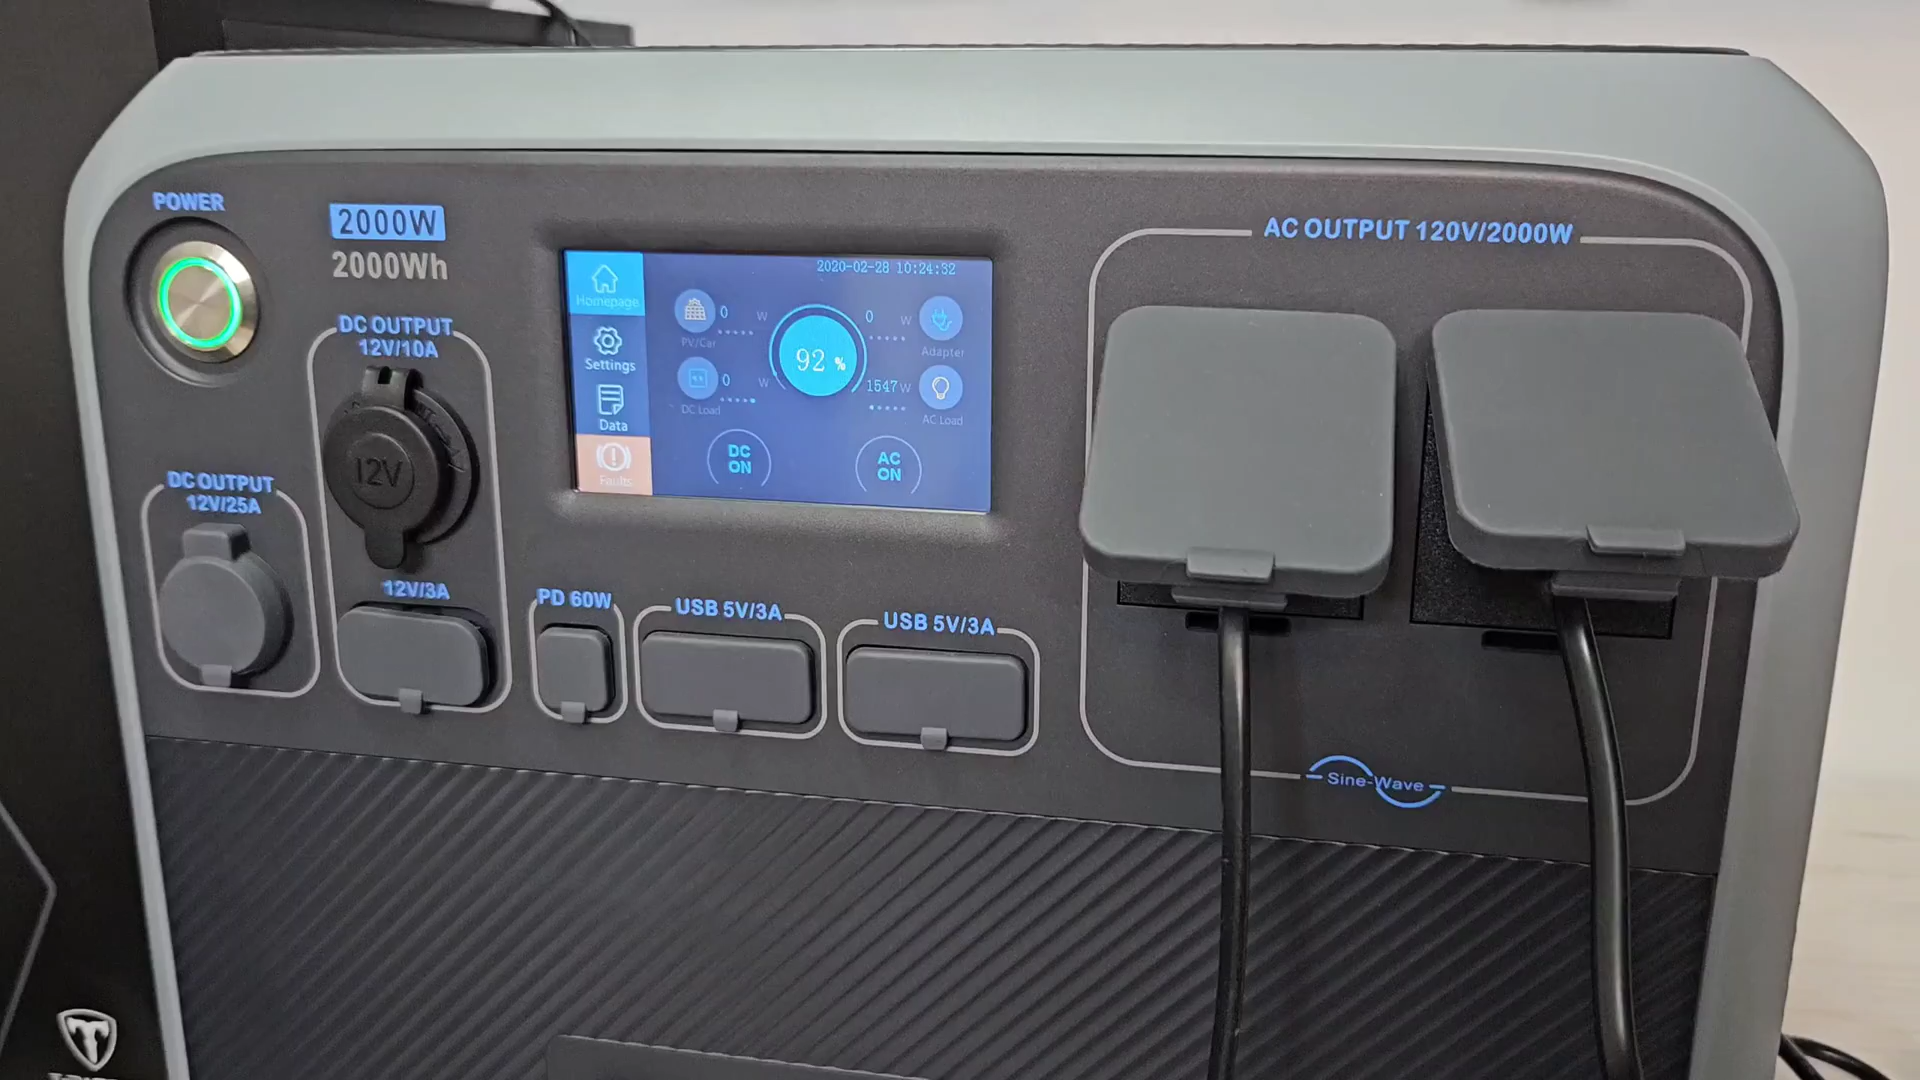 POWER
2000W
2000Wh
DC OUTPUT
12V/10A
12V
DC OUTPUT
12V/25A
12V/3A
PD 60W
USB 5V/3A
USB 5V/3A
2020-02-28 10:24:32
Homepage
Settings
Data
Faults
0 W
PV/Car
0 W
DC Load
92 %
0 W
Adapter
1547 W
AC Load
DC
ON
AC
ON
AC OUTPUT 120V/2000W
Sine-Wave